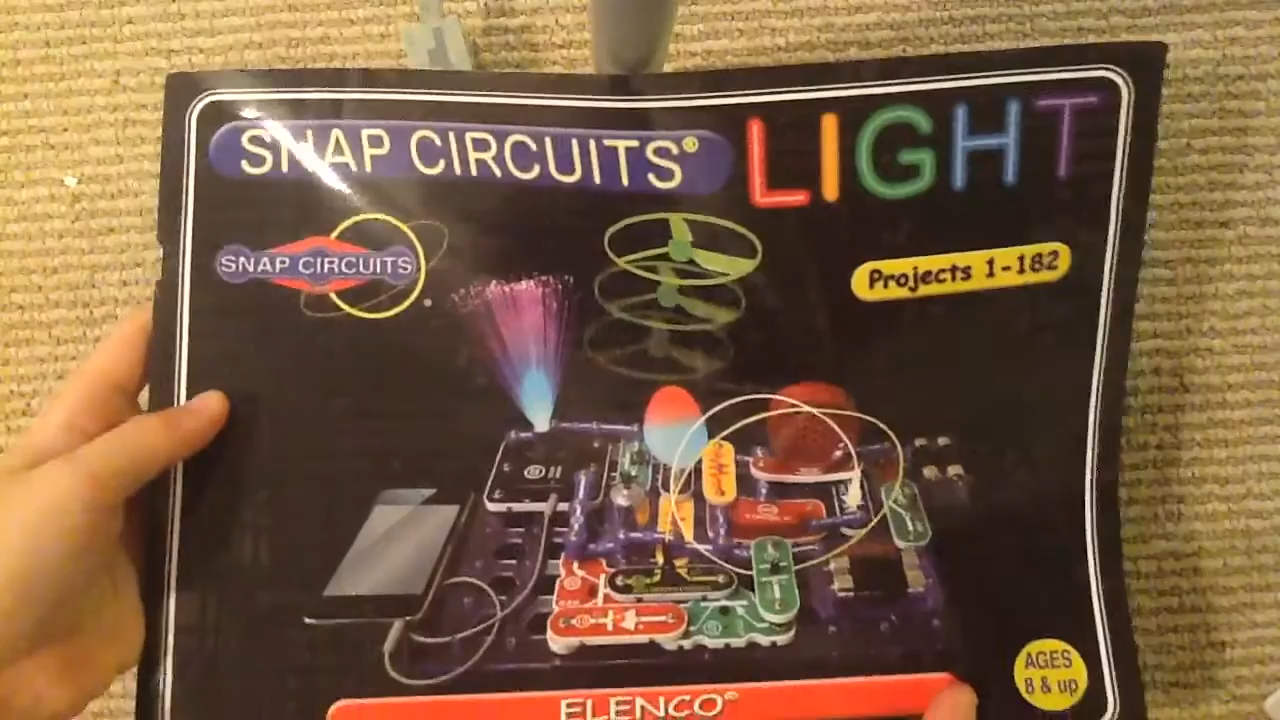 SNAP CIRCUITS® LIGHT
SNAP CIRCUITS
Projects 1-182
AGES
8 & up
ELENCO®